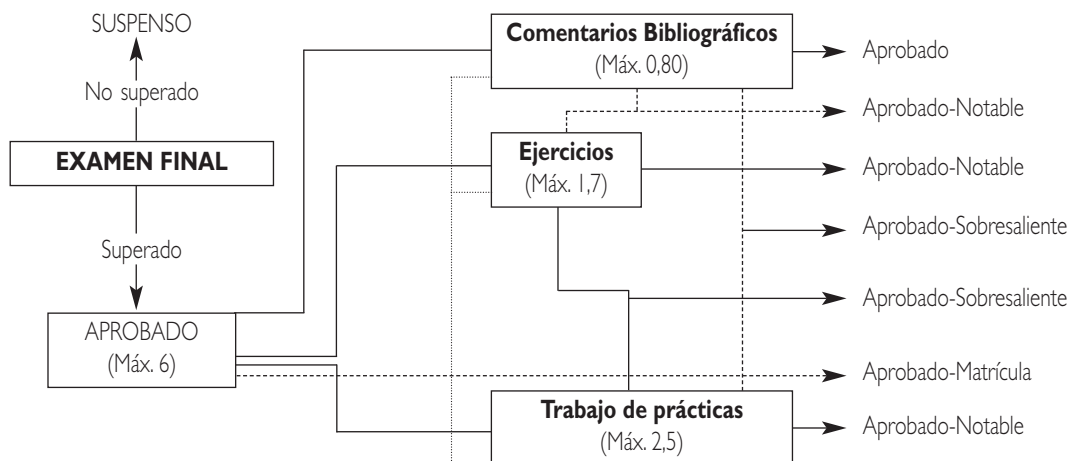 SUSPENSO
No superado
EXAMEN FINAL
Superado
APROBADO
(Máx. 6)
Comentarios Bibliográficos
(Máx. 0,80)
Ejercicios
(Máx. 1,7)
Trabajo de prácticas
(Máx. 2,5)
Aprobado
Aprobado-Notable
Aprobado-Notable
Aprobado-Sobresaliente
Aprobado-Sobresaliente
Aprobado-Matrícula
Aprobado-Notable